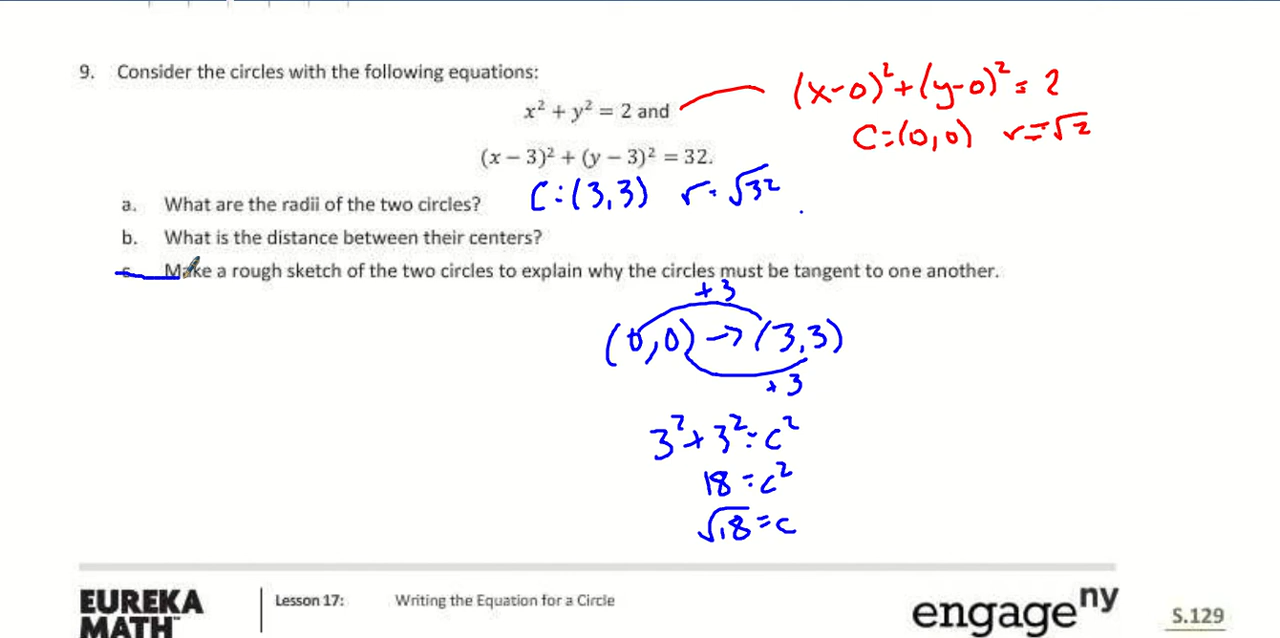 9. Consider the circles with the following equations:
x² + y² = 2 and
(x-0)²+(y-0)²=2
C=(0,0) r=√2
(x – 3)² + (y – 3)² = 32.
C:(3,3) r=√32
a. What are the radii of the two circles?
b. What is the distance between their centers?
c. Make a rough sketch of the two circles to explain why the circles must be tangent to one another.
+3
(0,0)→(3,3)
+3
3²+3²=c²
18=c²
√18=c
EUREKA
MATH™
Lesson 17: Writing the Equation for a Circle
engage ny
S.129